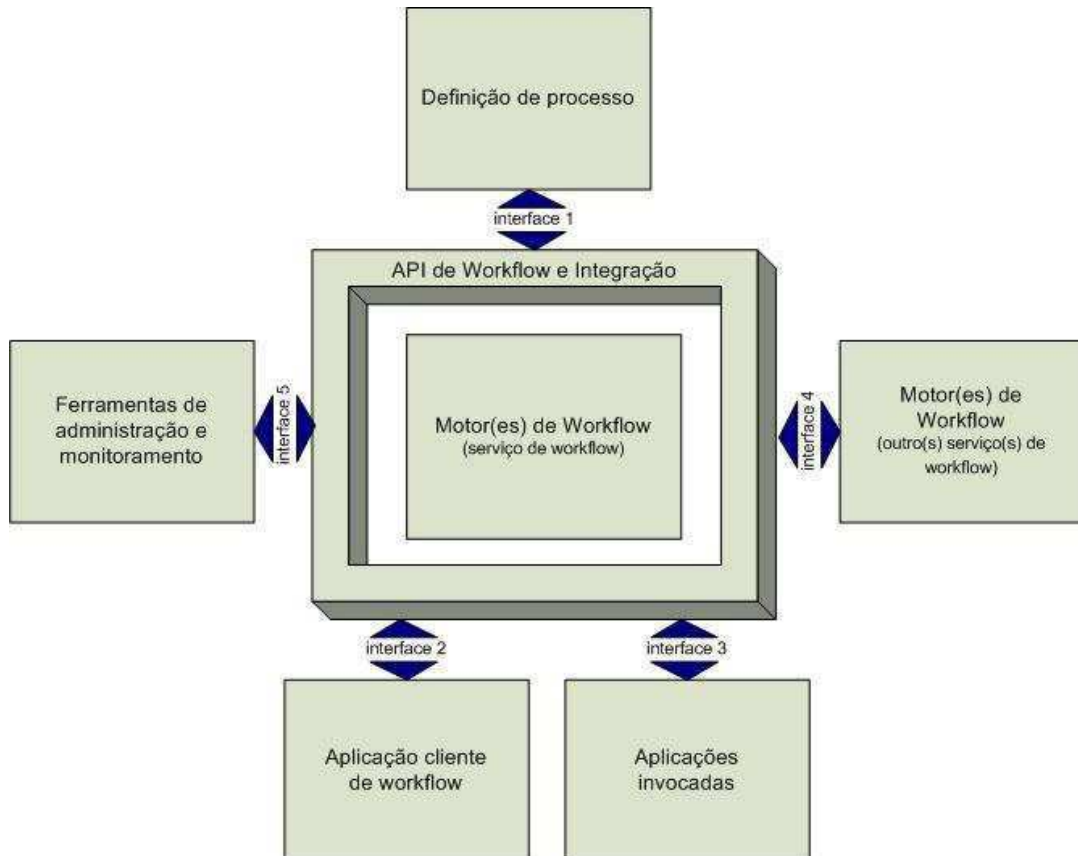 Definição de processo
interface 1
API de Workflow e Integração
Ferramentas de
administração e
monitoramento
interface 5
Motor(es) de Workflow
(serviço de workflow)
interface 4
Motor(es) de
Workflow
(outro(s) serviço(s) de
workflow)
interface 2
interface 3
Aplicação cliente
de workflow
Aplicações
invocadas